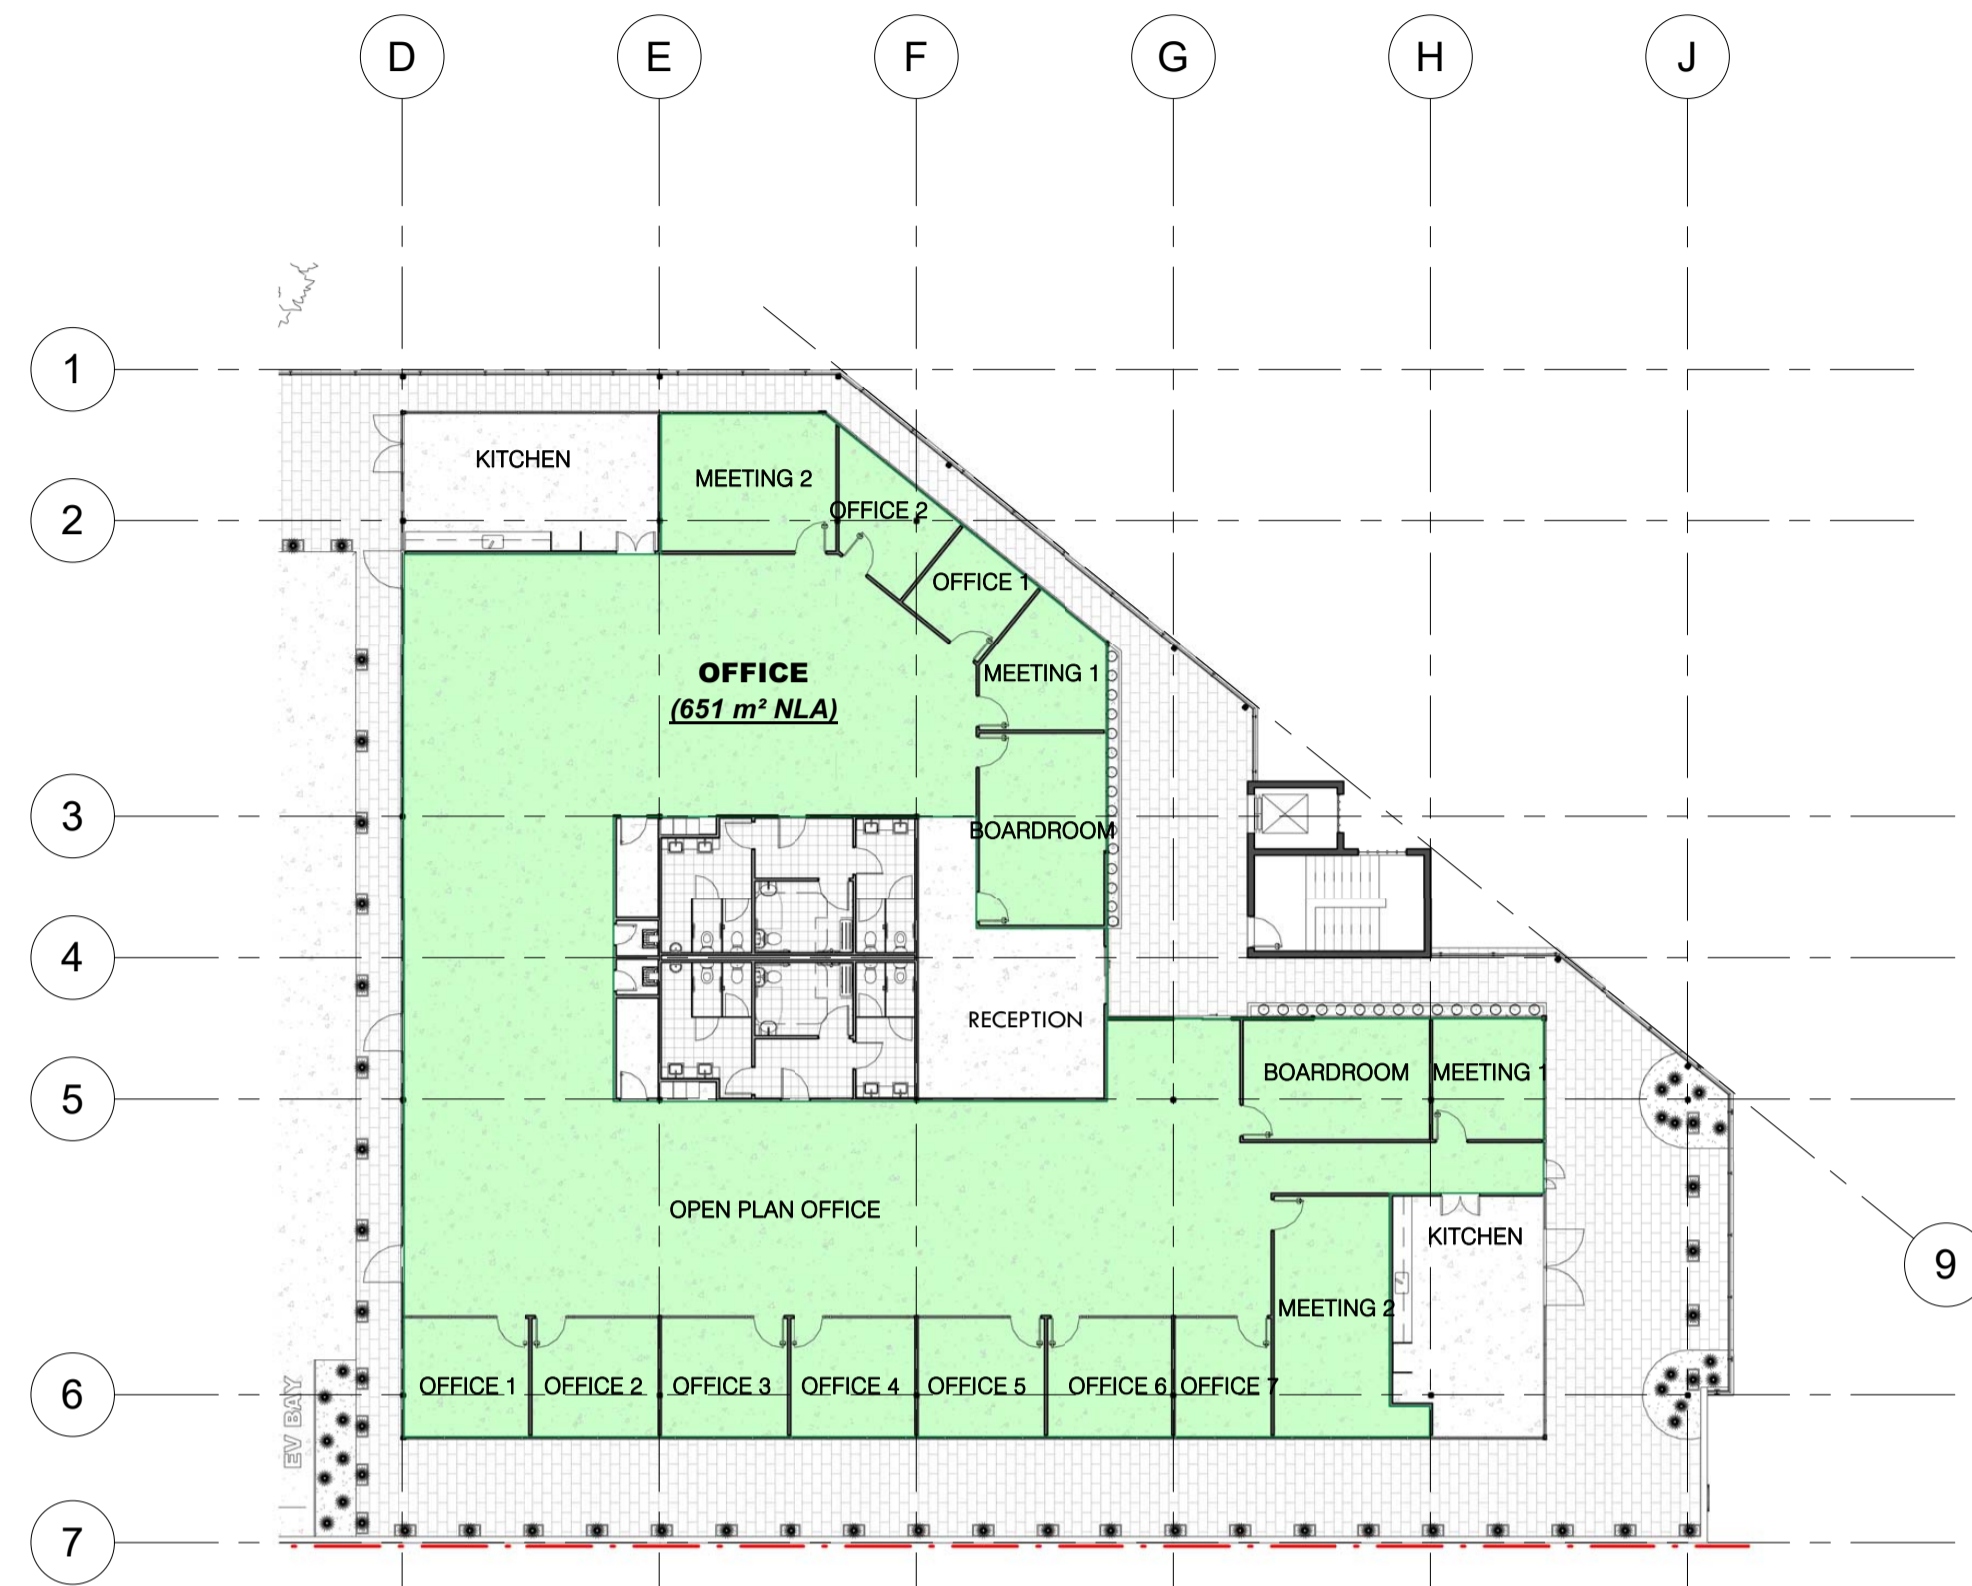 D E F G H J
1
KITCHEN
MEETING 2
OFFICE 2
2
OFFICE 1
OFFICE
(651 m² NLA)
MEETING 1
3
BOARDROOM
4
RECEPTION
BOARDROOM
MEETING 1
5
OPEN PLAN OFFICE
KITCHEN
9
MEETING 2
6
OFFICE 1
OFFICE 2
OFFICE 3
OFFICE 4
OFFICE 5
OFFICE 6
OFFICE 7
EV BAY
7